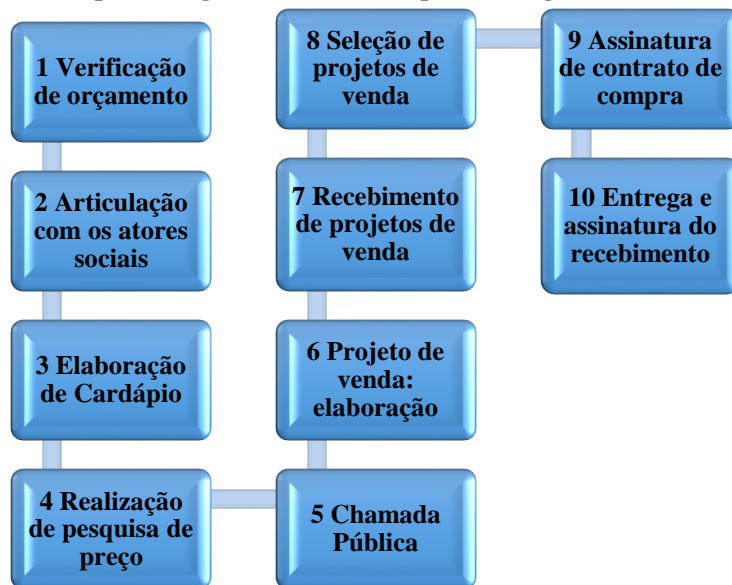 1 Verificação
de orçamento
2 Articulação
com os atores
sociais
3 Elaboração
de Cardápio
4 Realização
de pesquisa de
preço
5 Chamada
Pública
6 Projeto de
venda:
elaboração
7 Recebimento
de projetos de
venda
8 Seleção de
projetos de
venda
9 Assinatura
de contrato de
compra
10 Entrega e
assinatura do
recebimento